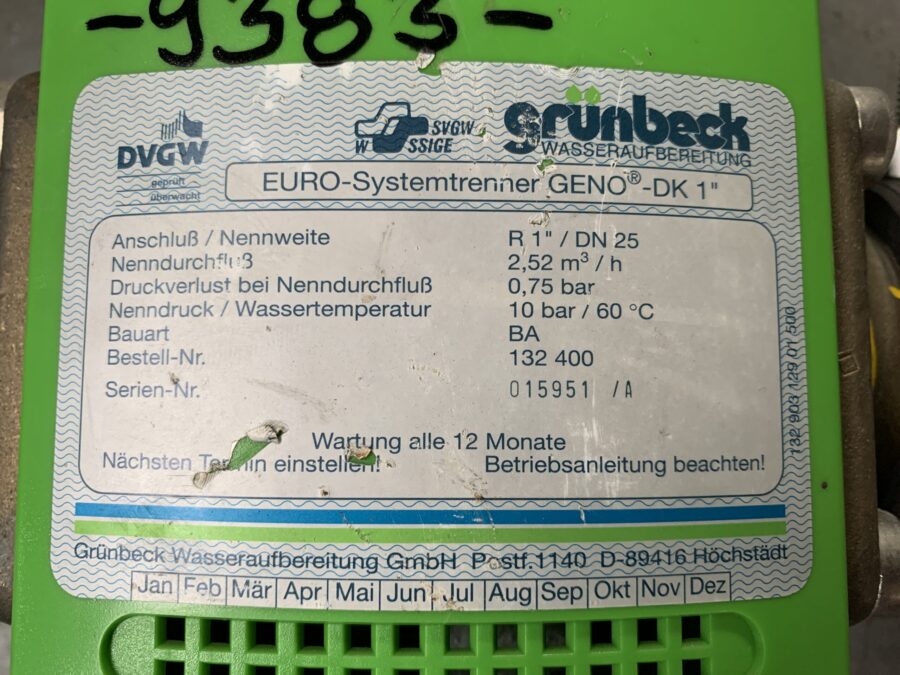 -9383-
DVGW
geprüft
überwacht
SVGW
W SSIGE
grünbeck
WASSERAUFBEREITUNG
EURO-Systemtrenner GENO®-DK 1"
Anschluß / Nennweite R 1" / DN 25
Nenndurchfluß 2,52 m³ / h
Druckverlust bei Nenndurchfluß 0,75 bar
Nenndruck / Wassertemperatur 10 bar / 60 °C
Bauart BA
Bestell-Nr. 132 400
Serien-Nr. 015951 /A
Wartung alle 12 Monate
Nächsten Termin einstellen! Betriebsanleitung beachten!
132 903 129 01 500
Grünbeck Wasseraufbereitung GmbH Postf.1140 D-89416 Höchstädt
Jan Feb Mär Apr Mai Jun Jul Aug Sep Okt Nov Dez